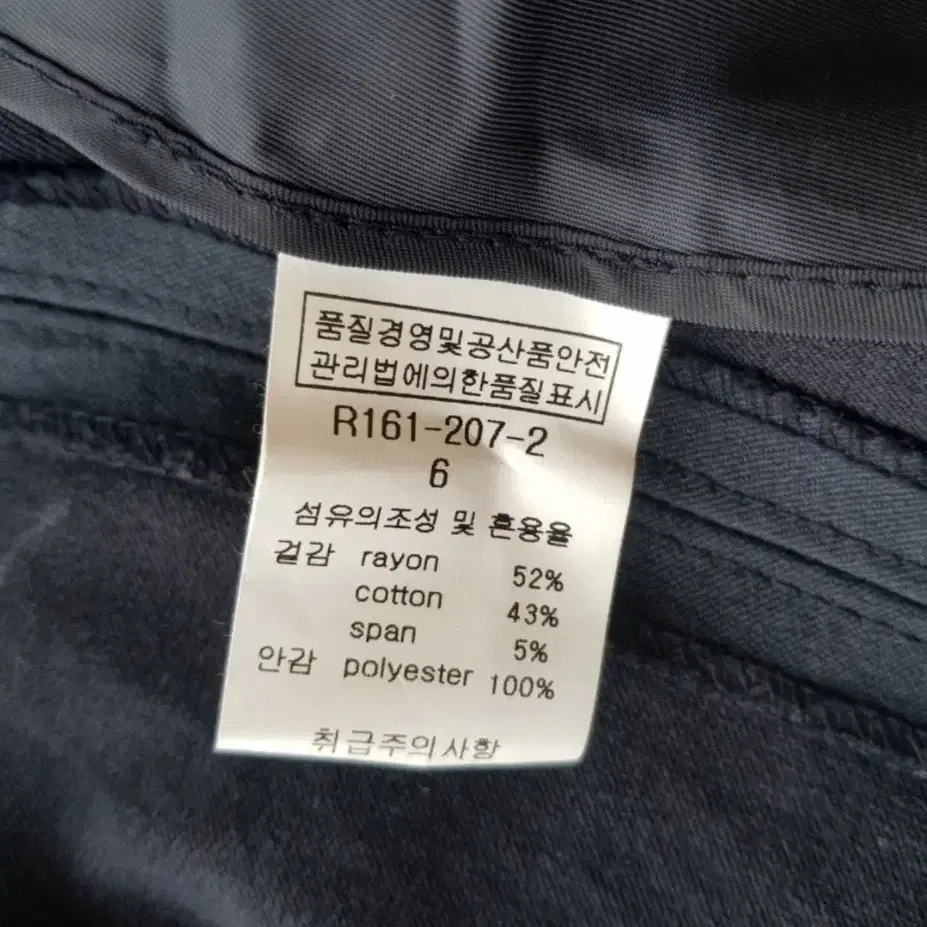 품질경영및공산품안전
관리법에의한품질표시
R161-207-2
6
섬유의조성 및 혼용율
겉감 rayon 52%
cotton 43%
span 5%
안감 polyester 100%
취급주의사항